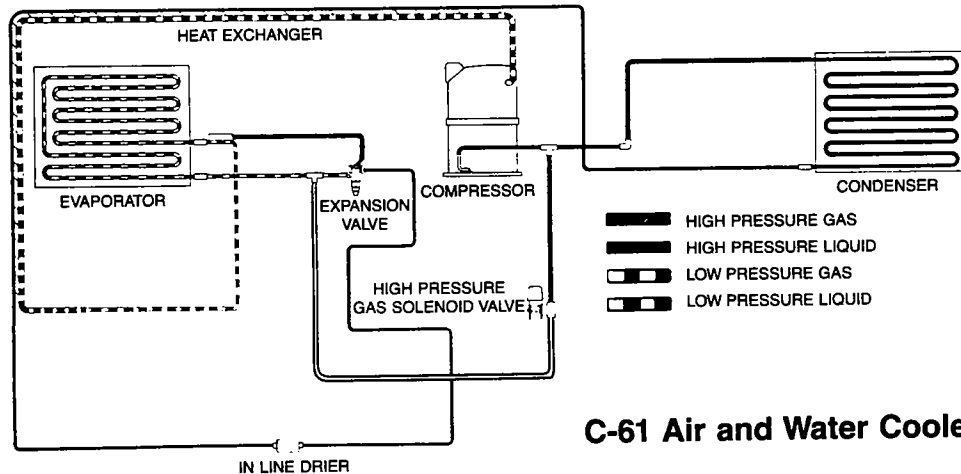 HEAT EXCHANGER
EVAPORATOR
EXPANSION
VALVE
COMPRESSOR
CONDENSER
HIGH PRESSURE
GAS SOLENOID VALVE
HIGH PRESSURE GAS
HIGH PRESSURE LIQUID
LOW PRESSURE GAS
LOW PRESSURE LIQUID
IN LINE DRIER
C-61 Air and Water Coole